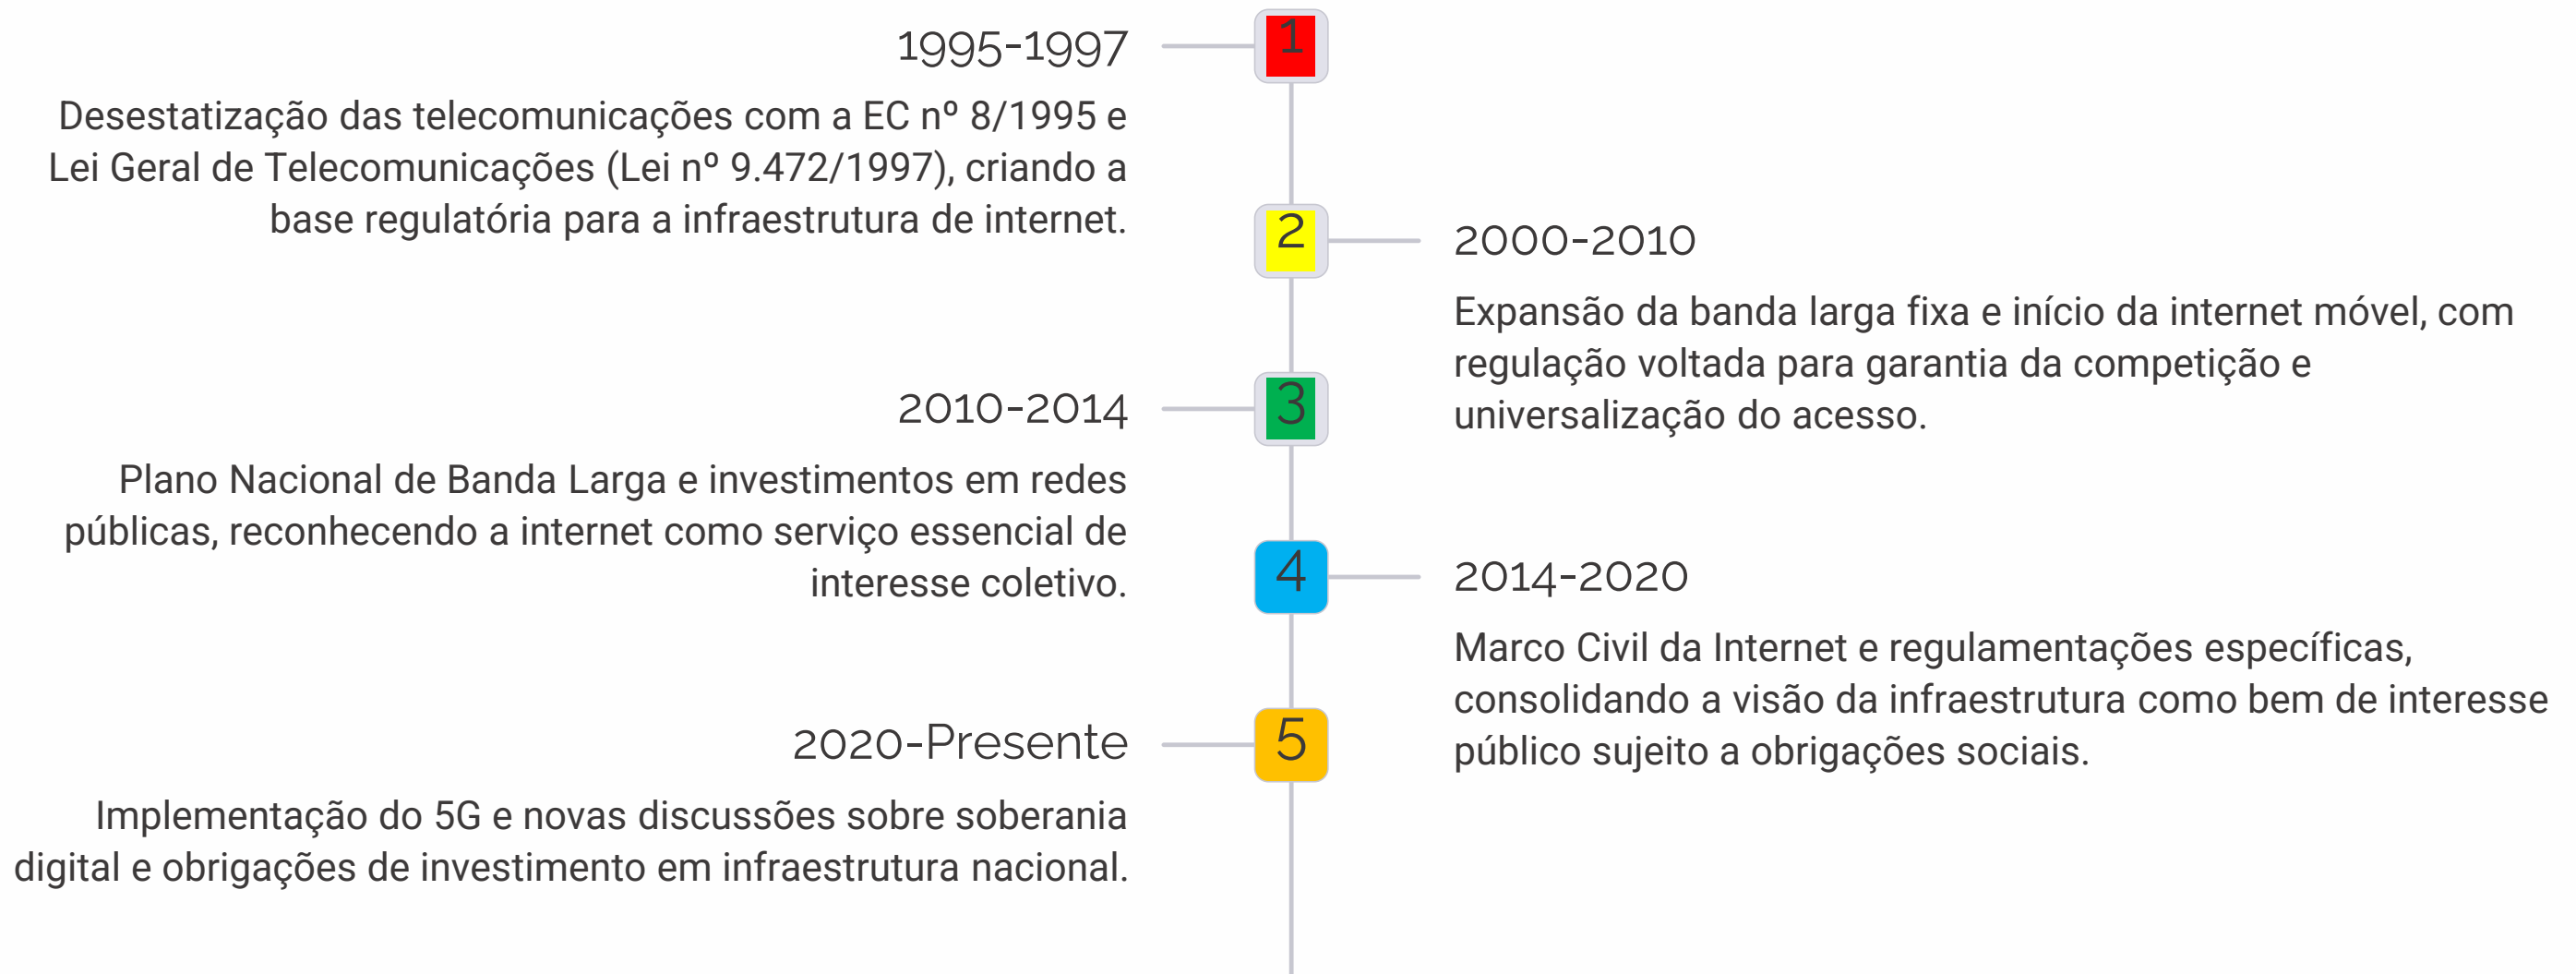 1
1995-1997
Desestatização das telecomunicações com a EC nº 8/1995 e
Lei Geral de Telecomunicações (Lei nº 9.472/1997), criando a
base regulatória para a infraestrutura de internet.
2
2000-2010
Expansão da banda larga fixa e início da internet móvel, com
regulação voltada para garantia da competição e
universalização do acesso.
3
2010-2014
Plano Nacional de Banda Larga e investimentos em redes
públicas, reconhecendo a internet como serviço essencial de
interesse coletivo.
4
2014-2020
Marco Civil da Internet e regulamentações específicas,
consolidando a visão da infraestrutura como bem de interesse
público sujeito a obrigações sociais.
5
2020-Presente
Implementação do 5G e novas discussões sobre soberania
digital e obrigações de investimento em infraestrutura nacional.